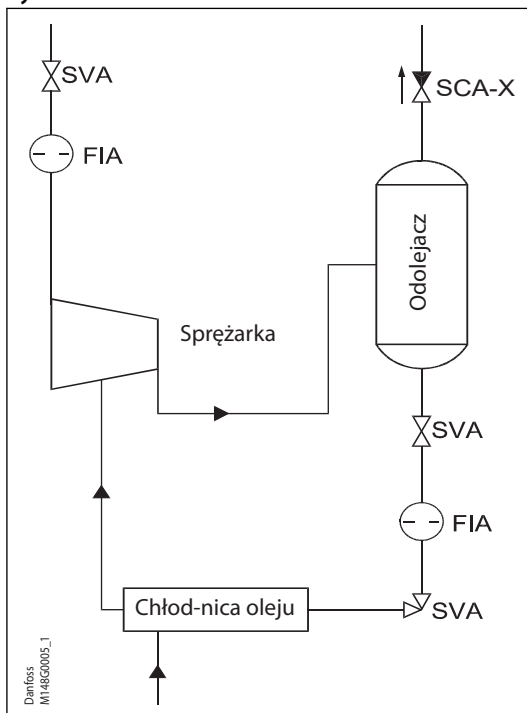 SVA
SCA-X
FIA
Odolejacz
Sprężarka
SVA
FIA
Chłod-nica oleju
SVA
Danfoss
M148G0005_1